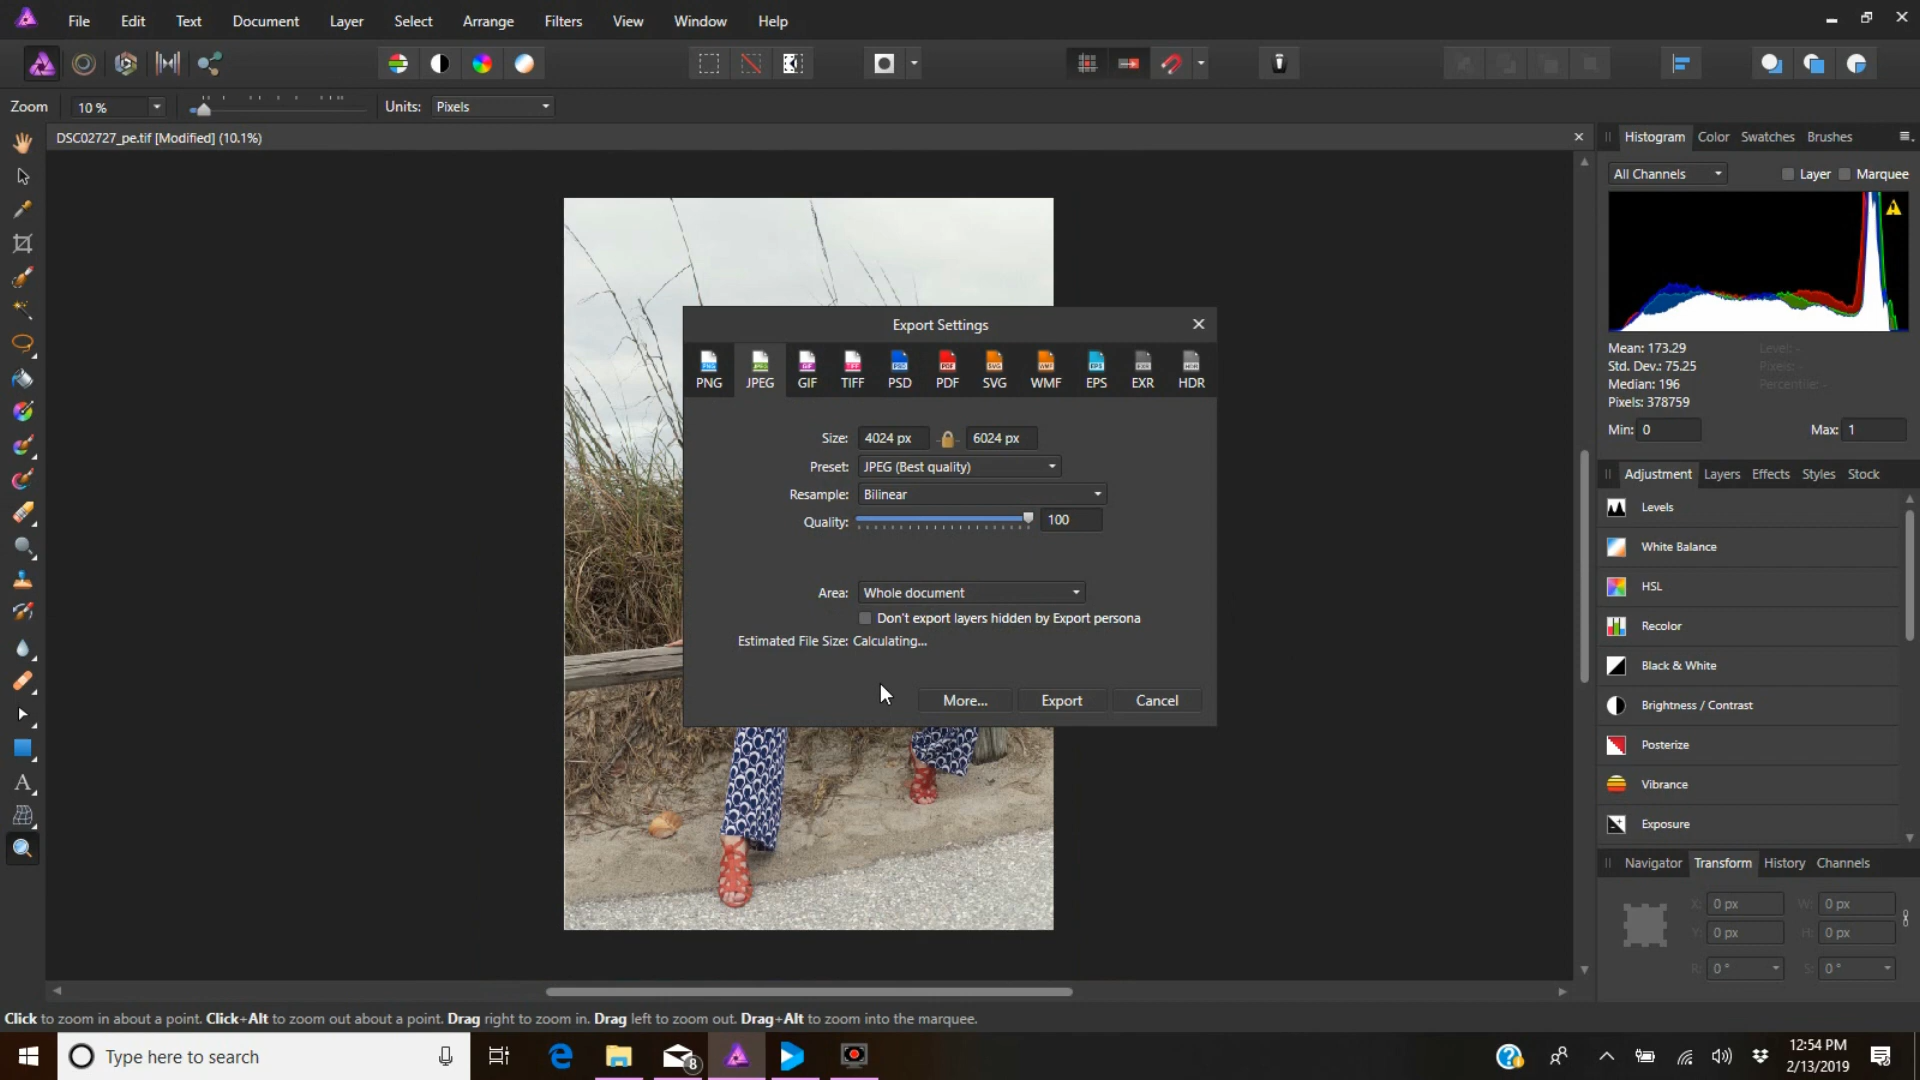 File Edit Text Document Layer Select Arrange Filters View Window Help
Zoom 10 % Units: Pixels
DSC02727_pe.tif [Modified] (10.1%)
Histogram Color Swatches Brushes
All Channels Layer Marquee
Mean: 173.29
Std. Dev.: 75.25
Median: 196
Pixels: 378759
Level: -
Pixels: -
Percentile: -
Min: 0 Max: 1
Export Settings
PNG JPEG GIF TIFF PSD PDF SVG WMF EPS EXR HDR
Size: 4024 px 6024 px
Preset: JPEG (Best quality)
Resample: Bilinear
Quality: 100
Area: Whole document
Don't export layers hidden by Export persona
Estimated File Size: Calculating...
More... Export Cancel
Adjustment Layers Effects Styles Stock
Levels
White Balance
HSL
Recolor
Black & White
Brightness / Contrast
Posterize
Vibrance
Exposure
Navigator Transform History Channels
X: 0 px W: 0 px
Y: 0 px H: 0 px
R: 0 ° S: 0 °
Click to zoom in about a point. Click+Alt to zoom out about a point. Drag right to zoom in. Drag left to zoom out. Drag+Alt to zoom into the marquee.
Type here to search
8
12:54 PM
2/13/2019